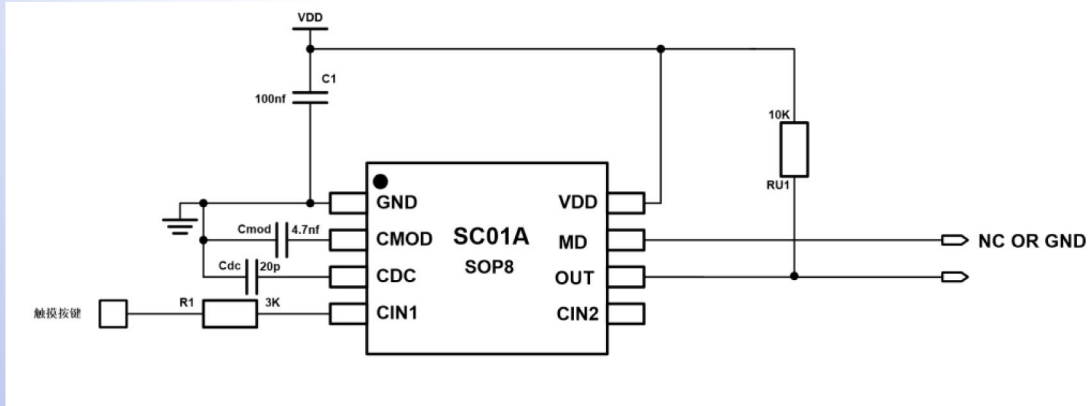 VDD
C1
100nf
10K
RU1
GND
VDD
Cmod
4.7nf
CMOD
SC01A
MD
NC OR GND
SOP8
Cdc
20p
CDC
OUT
R1
3K
触摸按键
CIN1
CIN2